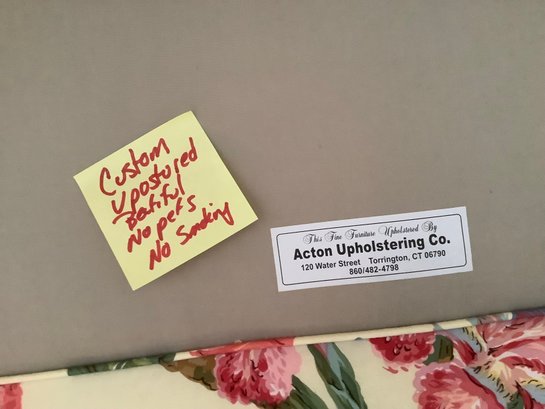 Custom
Upostured
Batiful
No pets
No Smoking
This Fine Furniture Upholstered By
Acton Upholstering Co.
120 Water Street Torrington, CT 06790
860/482-4798